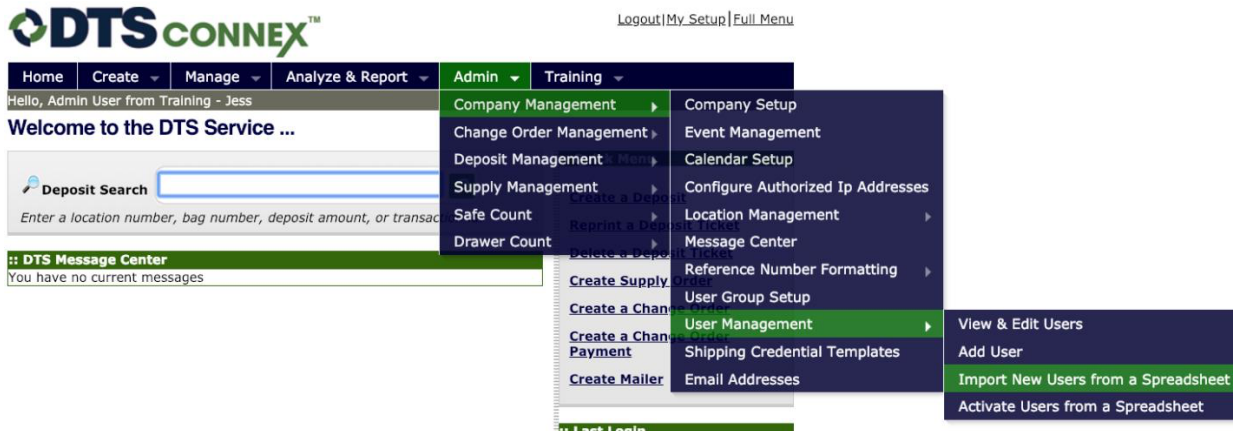 DTS CONNEX™
Logout|My Setup|Full Menu
Home Create Manage Analyze & Report Admin Training
Hello, Admin User from Training - Jess
Welcome to the DTS Service ...
Deposit Search
Enter a location number, bag number, deposit amount, or transac
:: DTS Message Center
You have no current messages
Company Management
Change Order Management
Deposit Management
Supply Management
Safe Count
Drawer Count
Company Setup
Event Management
Calendar Setup
Configure Authorized Ip Addresses
Location Management
Message Center
Reference Number Formatting
User Group Setup
User Management
Shipping Credential Templates
Email Addresses
View & Edit Users
Add User
Import New Users from a Spreadsheet
Activate Users from a Spreadsheet
Menu
Create a Deposit
Reprint a Deposit Ticket
Delete a Deposit Ticket
Create Supply Order
Create a Change Order
Create a Change Order
Payment
Create Mailer
:: Last Login